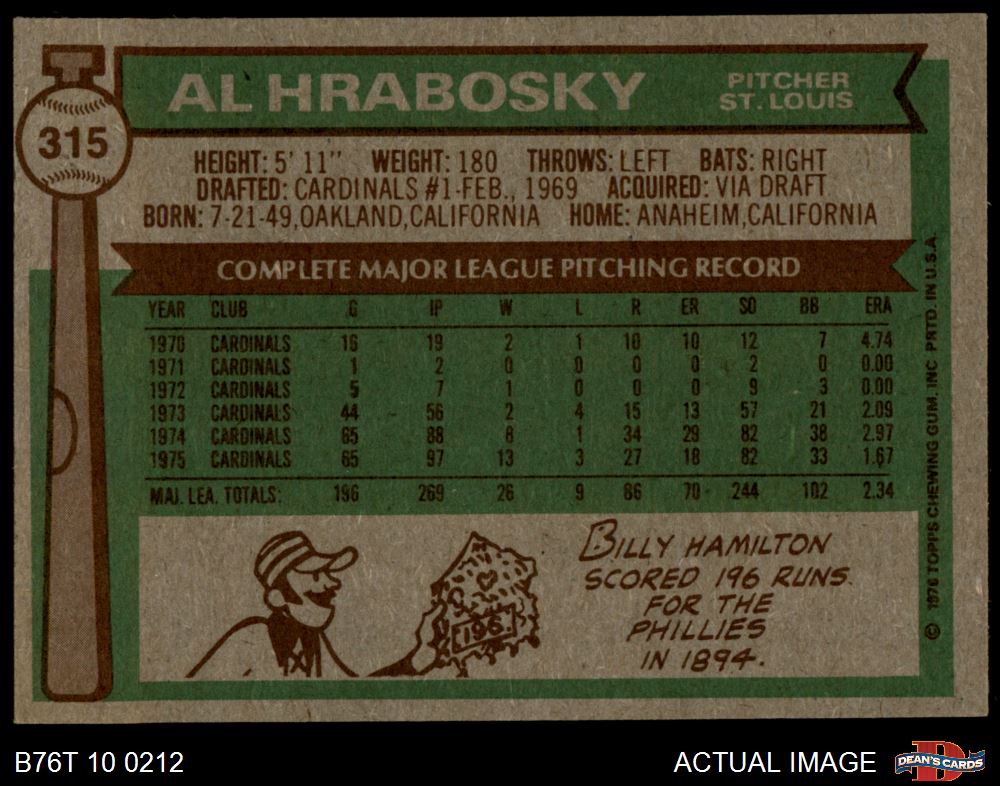 315
AL HRABOSKY
PITCHER
ST. LOUIS
HEIGHT: 5' 11" WEIGHT: 180 THROWS: LEFT BATS: RIGHT
DRAFTED: CARDINALS #1-FEB., 1969 ACQUIRED: VIA DRAFT
BORN: 7-21-49, OAKLAND, CALIFORNIA HOME: ANAHEIM, CALIFORNIA
COMPLETE MAJOR LEAGUE PITCHING RECORD
YEAR CLUB G IP W L R ER SO BB ERA
1970 CARDINALS 16 19 2 1 10 10 12 7 4.74
1971 CARDINALS 1 2 0 0 0 0 2 0 0.00
1972 CARDINALS 5 7 1 0 0 0 9 3 0.00
1973 CARDINALS 44 56 2 4 15 13 57 21 2.09
1974 CARDINALS 65 88 8 1 34 29 82 38 2.97
1975 CARDINALS 65 97 13 3 27 18 82 33 1.67
MAJ. LEA. TOTALS: 196 269 26 9 86 70 244 102 2.34
196
BILLY HAMILTON
SCORED 196 RUNS
FOR THE
PHILLIES
IN 1894.
© 1976 TOPPS CHEWING GUM. INC PRTD. IN U.S.A.
B76T 10 0212
ACTUAL IMAGE
D
DEAN'S CARDS